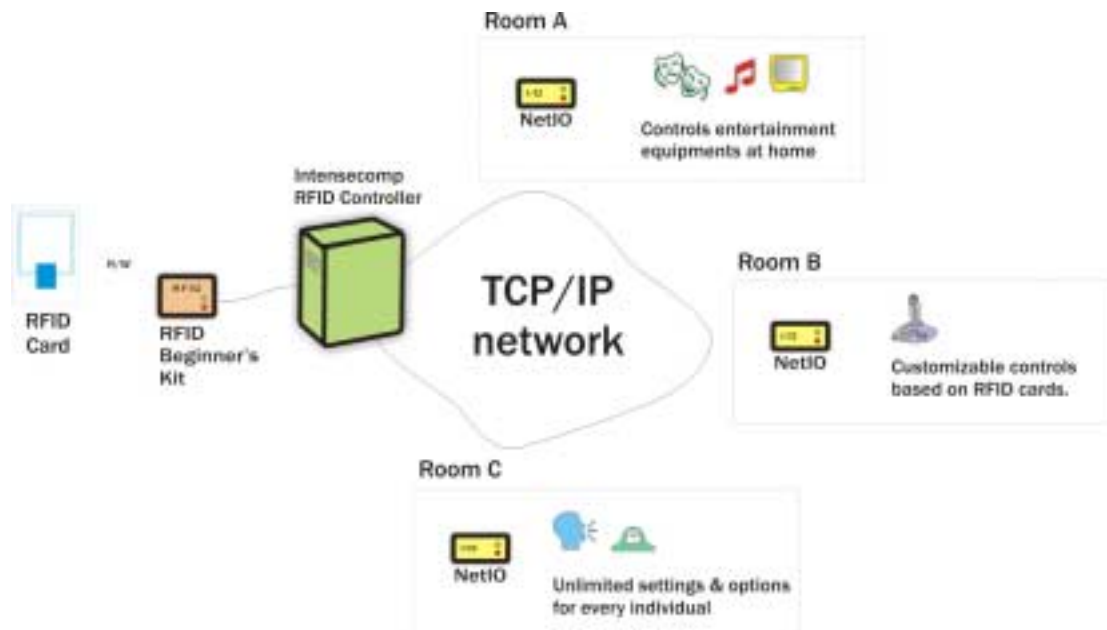 Room A
NetIO
Controls entertainment
equipments at home
Intensecomp
RFID Controller
RFID
Card
RFID
RFID
Beginner's
Kit
TCP/IP
network
Room B
NetIO
Customizable controls
based on RFID cards.
Room C
NetIO
Unlimited settings & options
for every individual